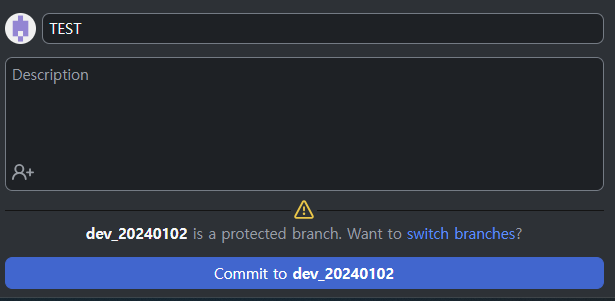 TEST
Description
dev_20240102 is a protected branch. Want to switch branches?
Commit to dev_20240102